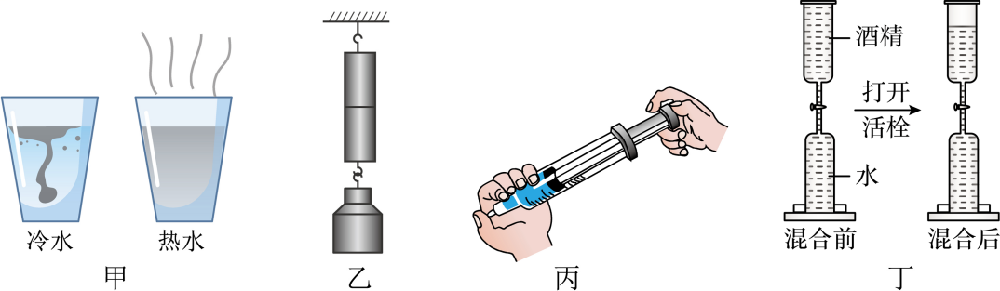 酒精
打开
活栓
水
冷水
热水
混合前
混合后
甲
乙
丙
丁